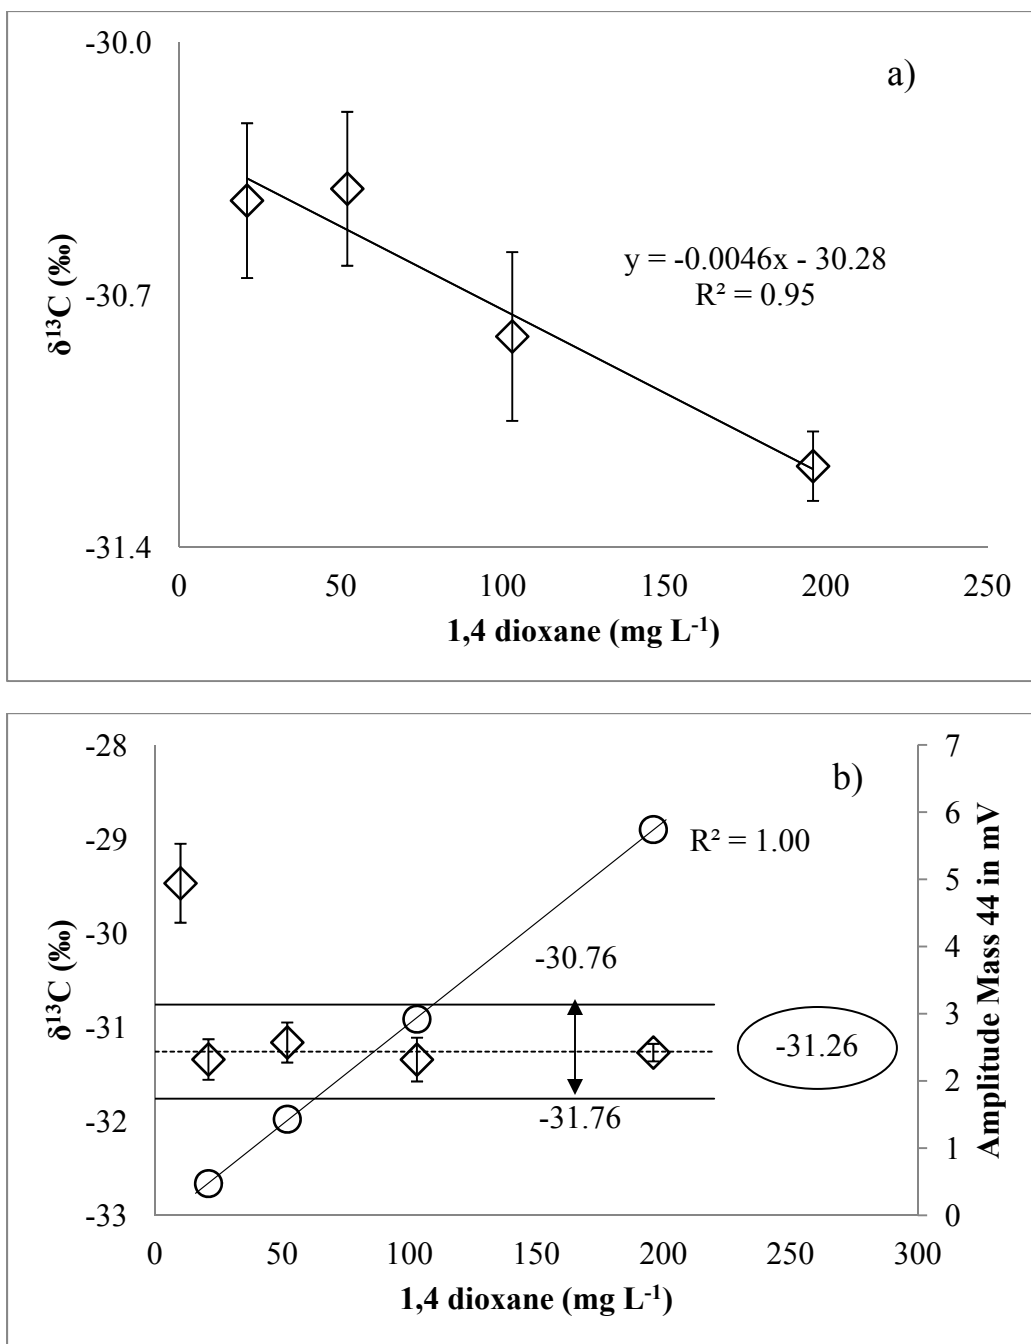 a)
-30.0
-30.7
-31.4
δ¹³C (‰)
y = -0.0046x - 30.28
R² = 0.95
0 50 100 150 200 250
1,4 dioxane (mg L⁻¹)
b)
-28
-29
-30
-31
-32
-33
δ¹³C (‰)
R² = 1.00
-30.76
-31.26
-31.76
7
6
5
4
3
2
1
0
Amplitude Mass 44 in mV
0 50 100 150 200 250 300
1,4 dioxane (mg L⁻¹)